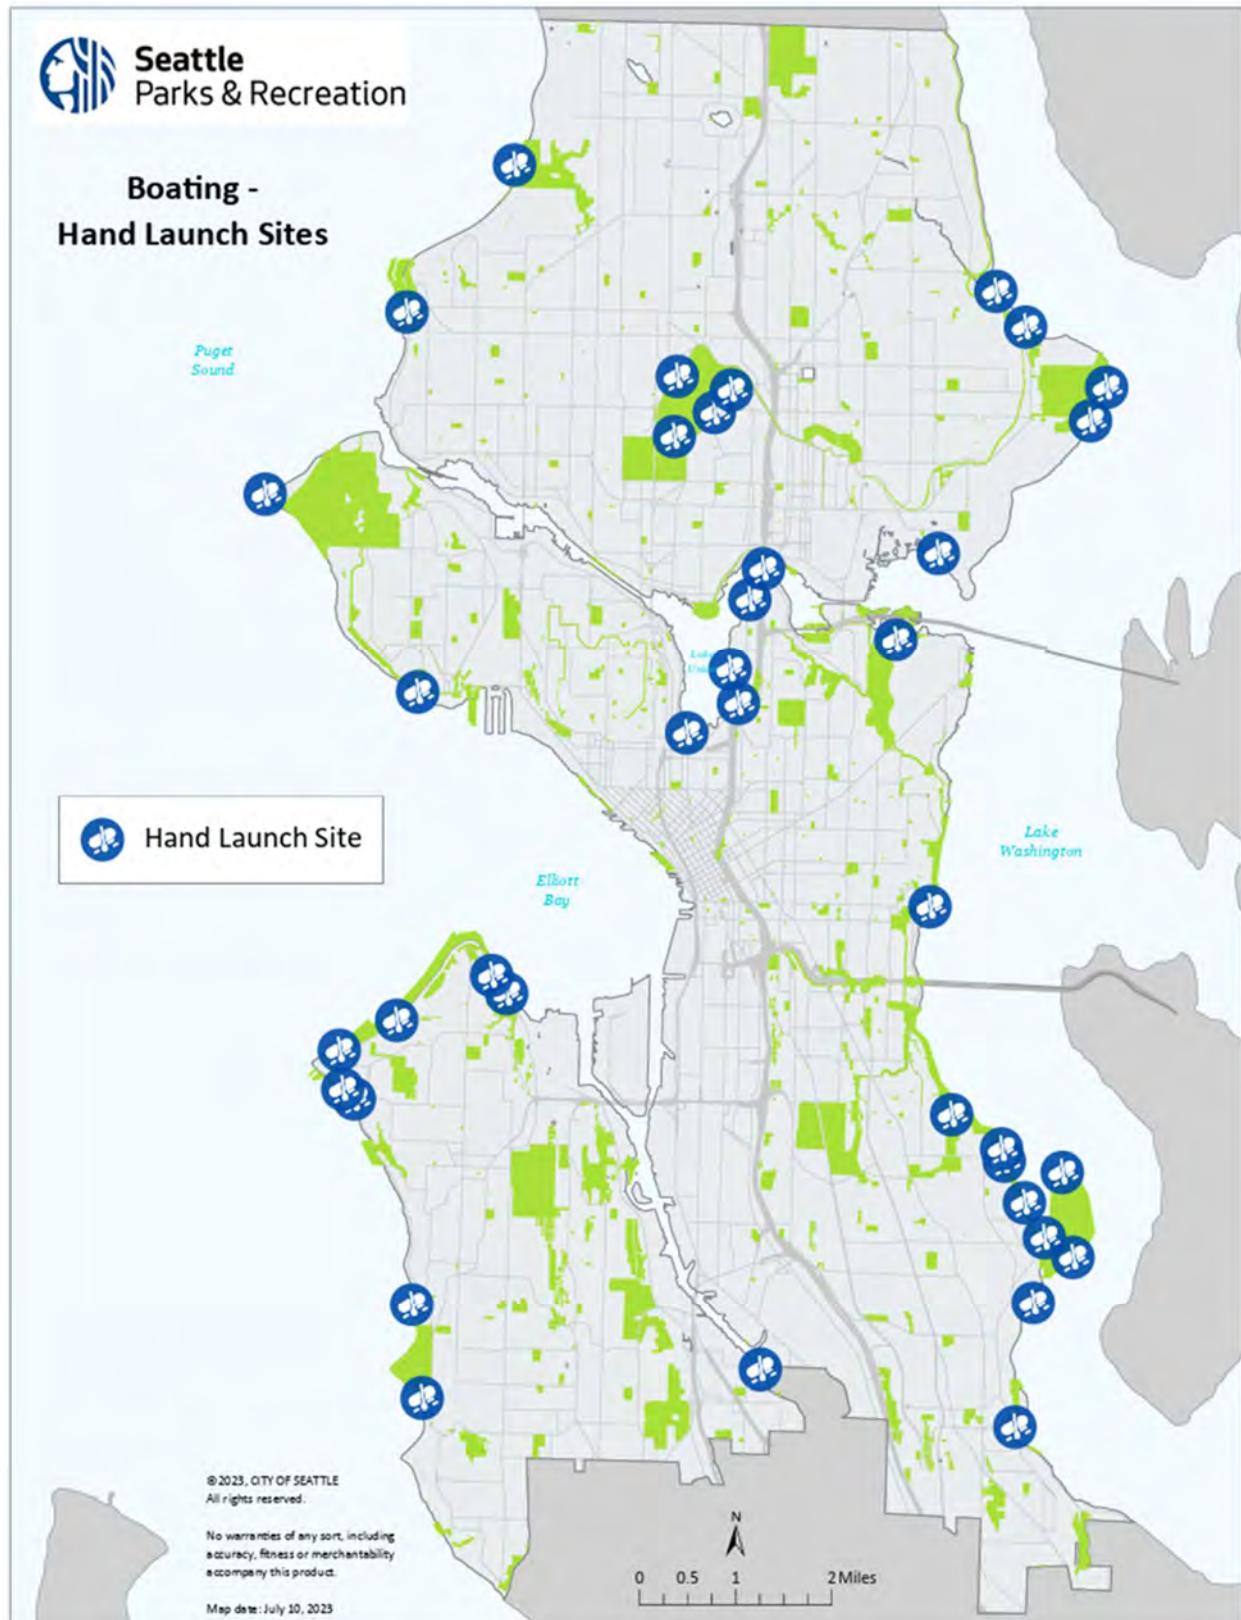 Seattle
Parks & Recreation
Boating -
Hand Launch Sites
Puget
Sound
Lake
Hand Launch Site
Lake
Washington
Elliott
Bay
©2023, CITY OF SEATTLE
All rights reserved.
No warranties of any sort, including
accuracy, fitness or merchantability
accompany this product.
Map date: July 10, 2023
N
0 0.5 1 2 Miles